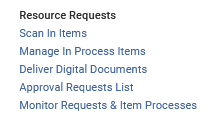 Resource Requests
Scan In Items
Manage In Process Items
Deliver Digital Documents
Approval Requests List
Monitor Requests & Item Processes